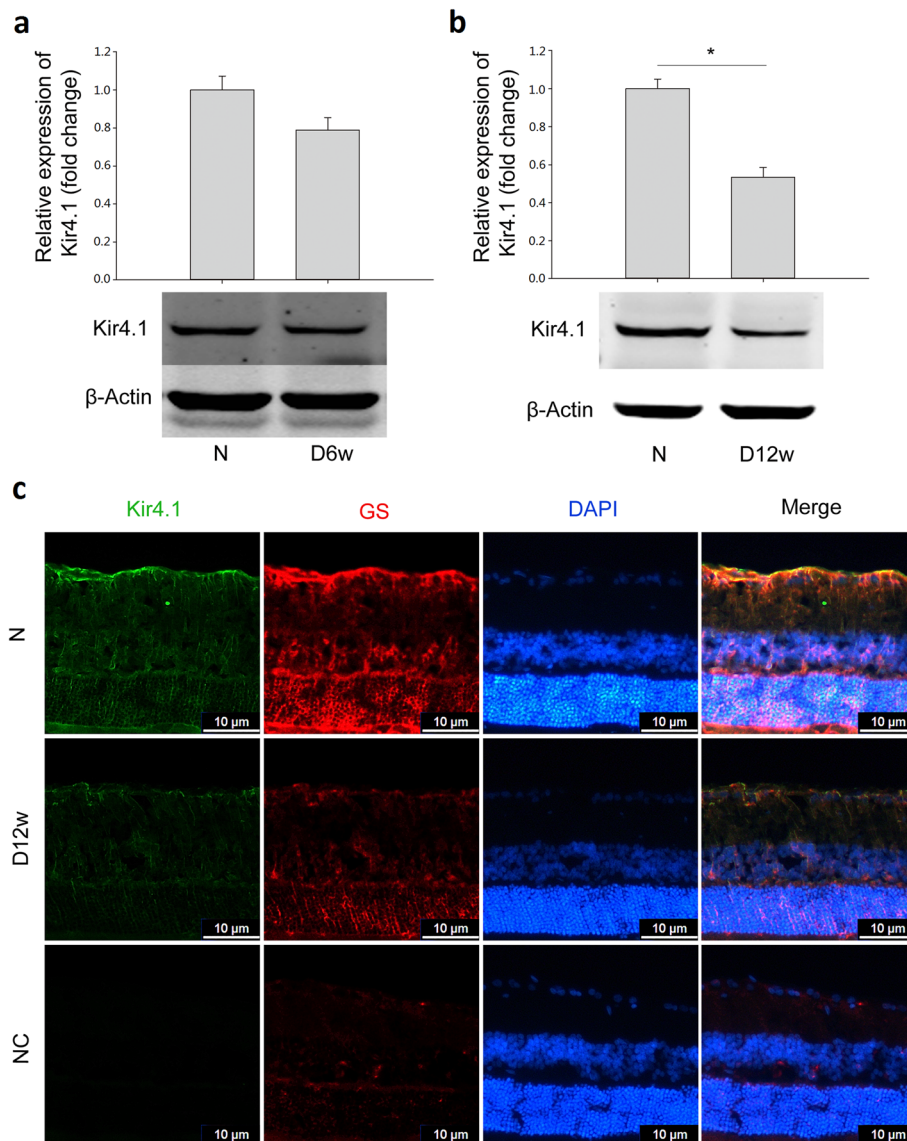 a
Relative expression of
Kir4.1 (fold change)
1.2
1.0
0.8
0.6
0.4
0.2
0.0
Kir4.1
β-Actin
N
D6w
b
Relative expression of
Kir4.1 (fold change)
1.2
1.0
0.8
0.6
0.4
0.2
0.0
*
Kir4.1
β-Actin
N
D12w
c
Kir4.1
GS
DAPI
Merge
N
10 µm
10 µm
10 µm
10 µm
D12w
10 µm
10 µm
10 µm
10 µm
NC
10 µm
10 µm
10 µm
10 µm